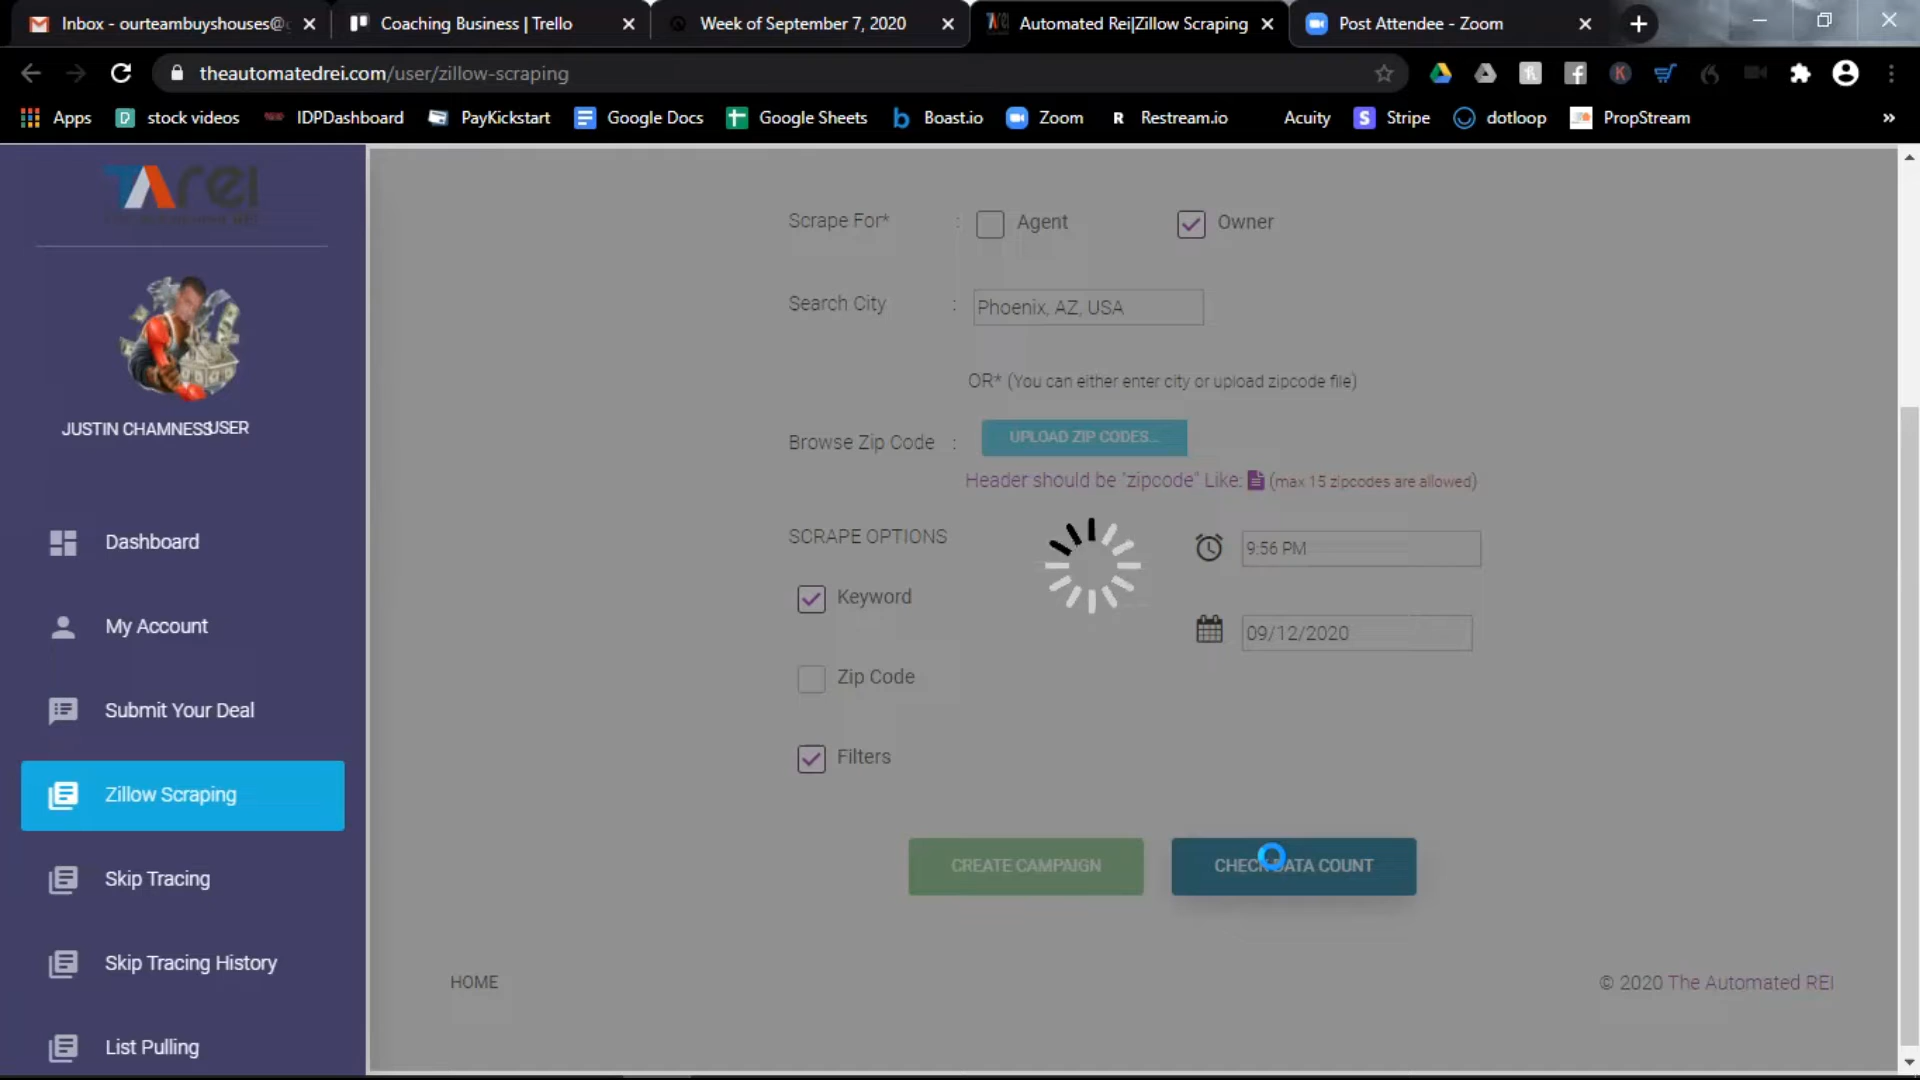 Inbox - ourteambuyshouses@g
Coaching Business | Trello
Week of September 7, 2020
Automated Rei|Zillow Scraping
Post Attendee - Zoom
theautomatedrei.com/user/zillow-scraping
Apps
stock videos
IDPDashboard
PayKickstart
Google Docs
Google Sheets
Boast.io
Zoom
Restream.io
Acuity
Stripe
dotloop
PropStream
»
TArei
JUSTIN CHAMNESS USER
Dashboard
My Account
Submit Your Deal
Zillow Scraping
Skip Tracing
Skip Tracing History
List Pulling
Scrape For* : Agent Owner
Search City : Phoenix, AZ, USA
OR* (You can either enter city or upload zipcode file)
Browse Zip Code : UPLOAD ZIP CODES...
Header should be "zipcode" Like: (max 15 zipcodes are allowed)
SCRAPE OPTIONS
9:56 PM
Keyword
09/12/2020
Zip Code
Filters
CREATE CAMPAIGN
CHECK DATA COUNT
HOME
© 2020 The Automated REI